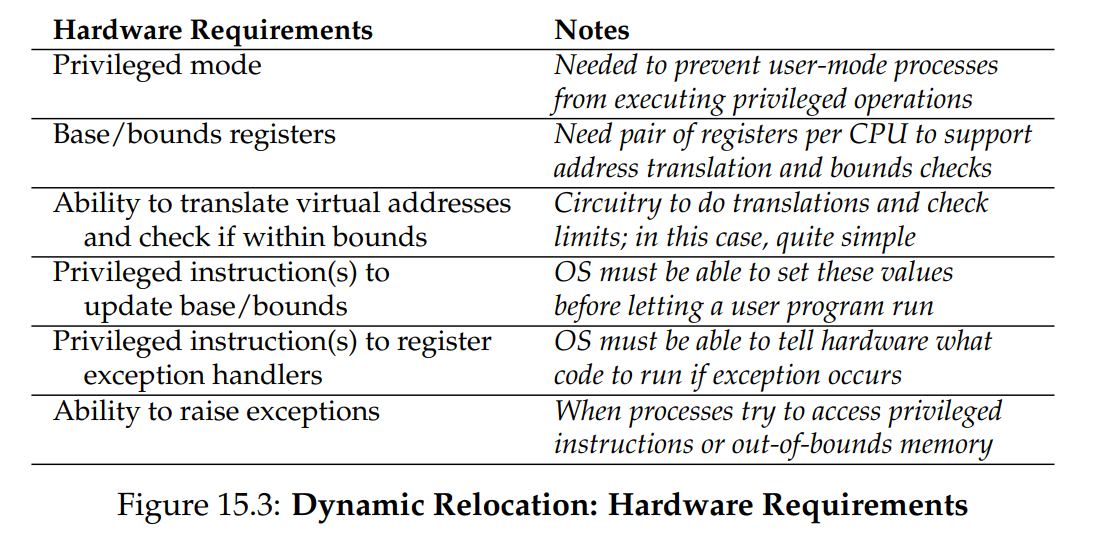 Hardware Requirements Notes
Privileged mode Needed to prevent user-mode processes
from executing privileged operations
Base/bounds registers Need pair of registers per CPU to support
address translation and bounds checks
Ability to translate virtual addresses Circuitry to do translations and check
and check if within bounds limits; in this case, quite simple
Privileged instruction(s) to OS must be able to set these values
update base/bounds before letting a user program run
Privileged instruction(s) to register OS must be able to tell hardware what
exception handlers code to run if exception occurs
Ability to raise exceptions When processes try to access privileged
instructions or out-of-bounds memory
Figure 15.3: Dynamic Relocation: Hardware Requirements